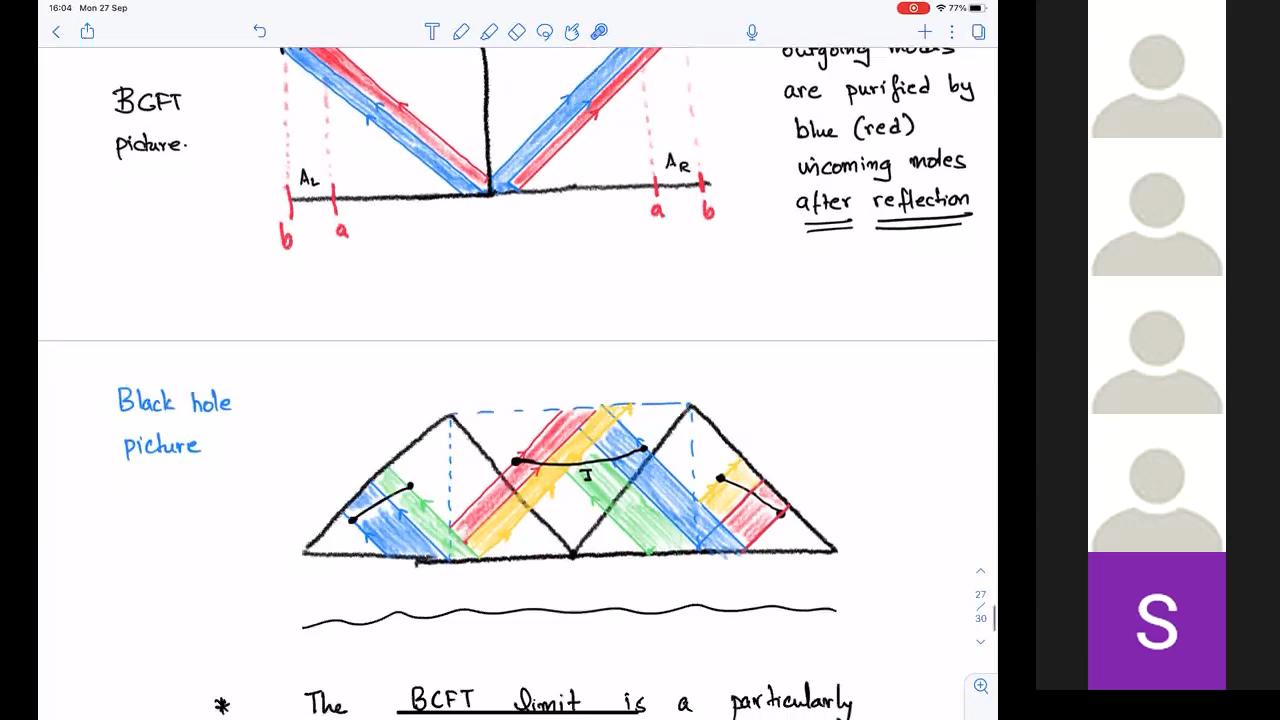 16:04 Mon 27 Sep
77%
outgoing modes
are purified by
blue (red)
incoming modes
after reflection
BCFT
picture.
AL
AR
b
a
a
b
Black hole
picture
I
27
/
30
* The BCFT limit is a particularly
S